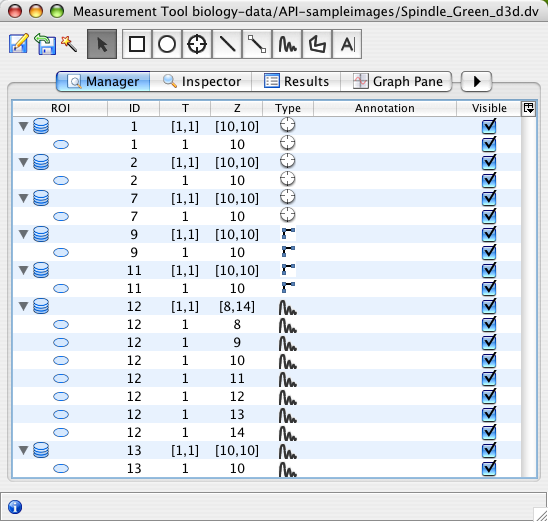 Measurement Tool biology-data/API-sampleimages/Spindle_Green_d3d.dv
A
Manager Inspector Results Graph Pane
ROI ID T Z Type Annotation Visible
1 [1,1] [10,10]
1 1 10
2 [1,1] [10,10]
2 1 10
7 [1,1] [10,10]
7 1 10
9 [1,1] [10,10]
9 1 10
11 [1,1] [10,10]
11 1 10
12 [1,1] [8,14]
12 1 8
12 1 9
12 1 10
12 1 11
12 1 12
12 1 13
12 1 14
13 [1,1] [10,10]
13 1 10